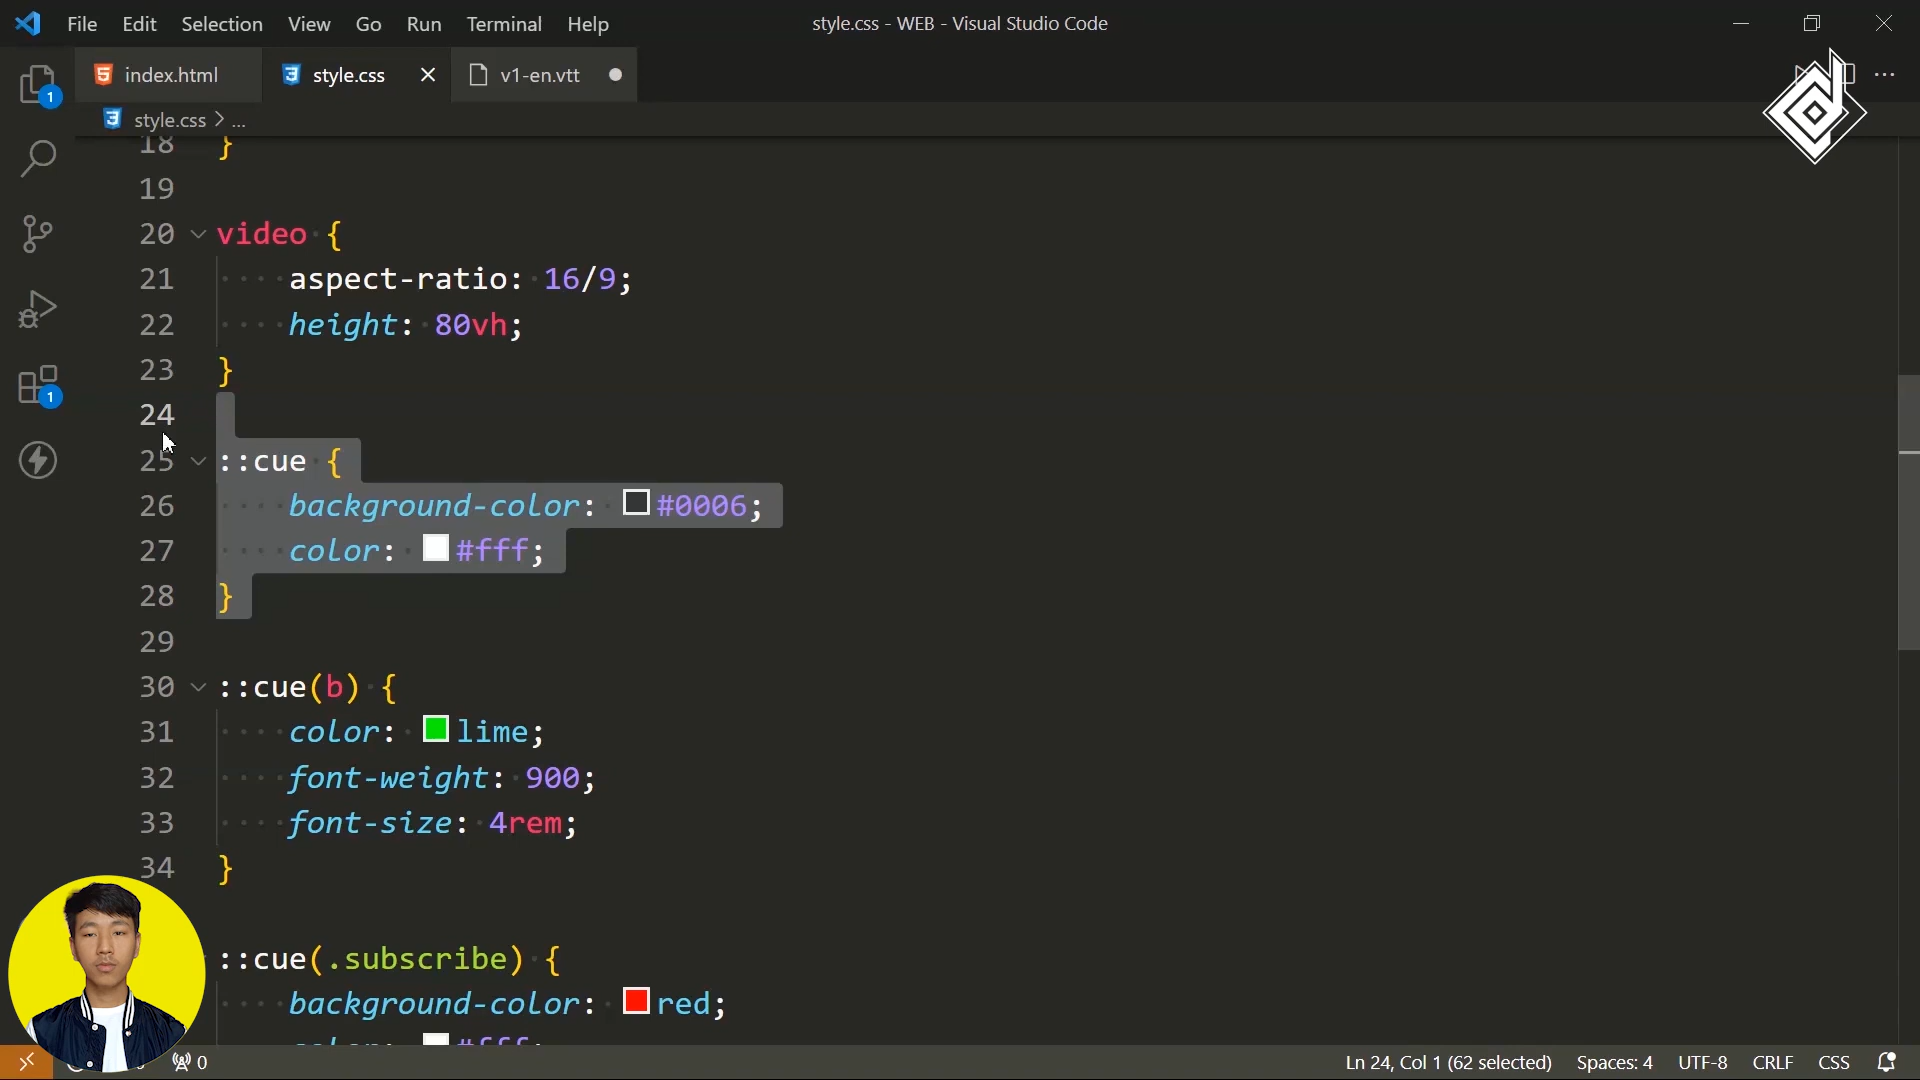 File Edit Selection View Go Run Terminal Help
style.css - WEB - Visual Studio Code
index.html
style.css
v1-en.vtt
style.css > ...
1
1
18 }
19
20 video {
21 aspect-ratio: 16/9;
22 height: 80vh;
23 }
24
25 ::cue {
26 background-color: #0006;
27 color: #fff;
28 }
29
30 ::cue(b) {
31 color: lime;
32 font-weight: 900;
33 font-size: 4rem;
34 }
::cue(.subscribe) {
background-color: red;
color: #fff;
0
Ln 24, Col 1 (62 selected) Spaces: 4 UTF-8 CRLF CSS